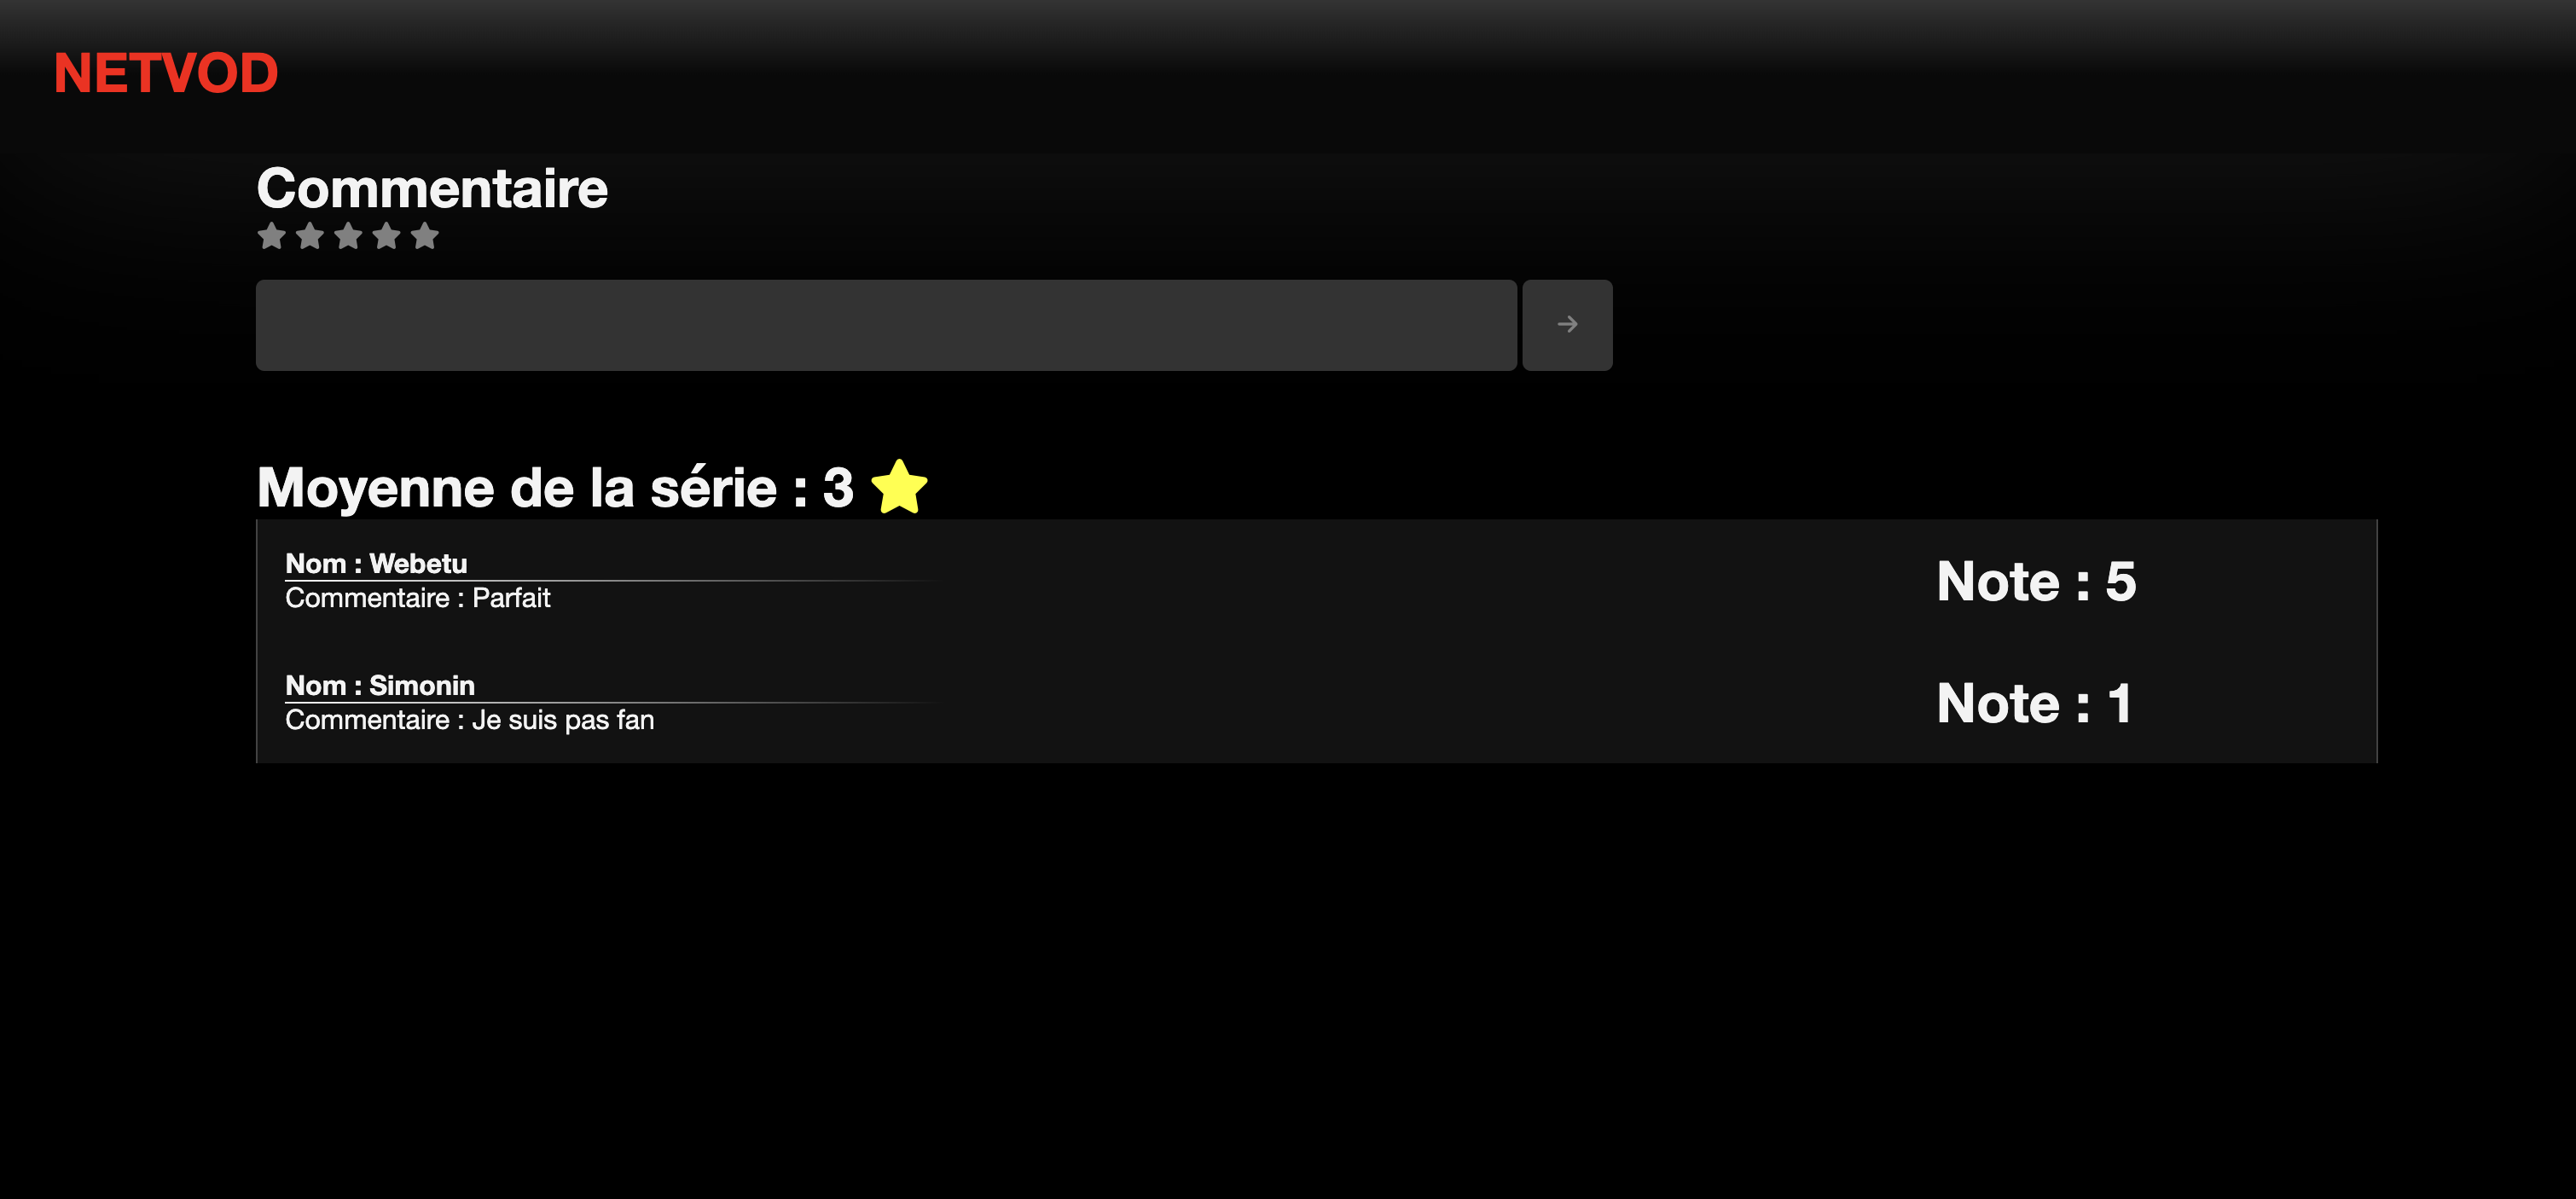 NETVOD
Commentaire
Moyenne de la série : 3
Nom : Webetu
Commentaire : Parfait
Note : 5
Nom : Simonin
Commentaire : Je suis pas fan
Note : 1